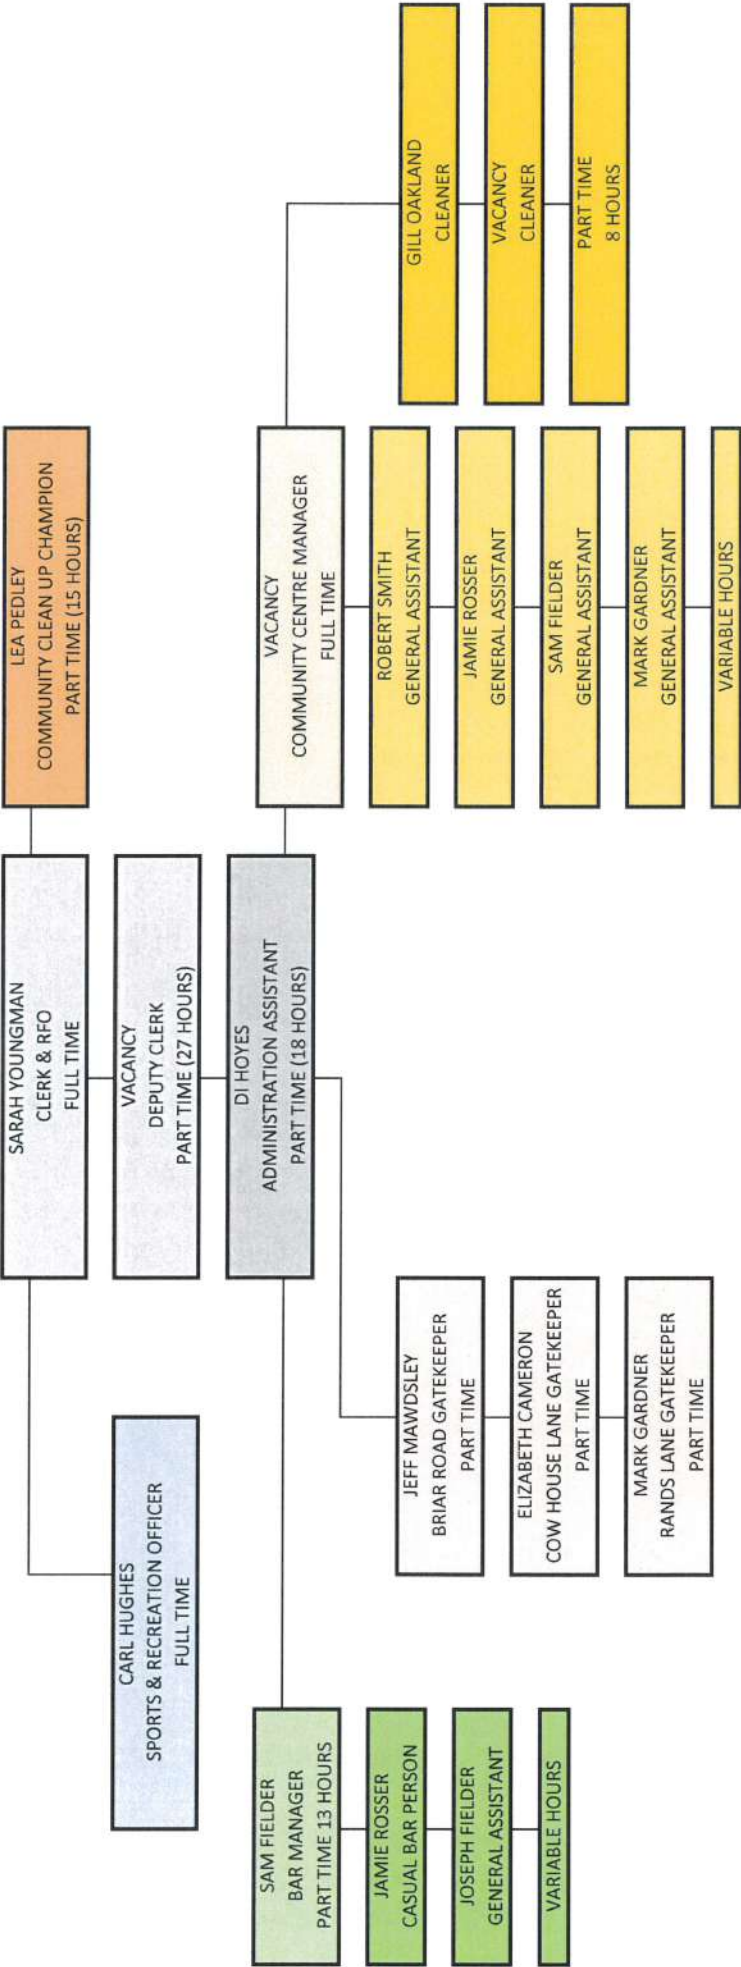 SARAH YOUNGMAN
CLERK & RFO
FULL TIME
LEA PEDLEY
COMMUNITY CLEAN UP CHAMPION
PART TIME (15 HOURS)
CARL HUGHES
SPORTS & RECREATION OFFICER
FULL TIME
VACANCY
DEPUTY CLERK
PART TIME (27 HOURS)
DI HOYES
ADMINISTRATION ASSISTANT
PART TIME (18 HOURS)
SAM FIELDER
BAR MANAGER
PART TIME 13 HOURS
JAMIE ROSSER
CASUAL BAR PERSON
JOSEPH FIELDER
GENERAL ASSISTANT
VARIABLE HOURS
JEFF MAWDSLEY
BRIAR ROAD GATEKEEPER
PART TIME
ELIZABETH CAMERON
COW HOUSE LANE GATEKEEPER
PART TIME
MARK GARDNER
RANDS LANE GATEKEEPER
PART TIME
VACANCY
COMMUNITY CENTRE MANAGER
FULL TIME
ROBERT SMITH
GENERAL ASSISTANT
JAMIE ROSSER
GENERAL ASSISTANT
SAM FIELDER
GENERAL ASSISTANT
MARK GARDNER
GENERAL ASSISTANT
VARIABLE HOURS
GILL OAKLAND
CLEANER
VACANCY
CLEANER
PART TIME
8 HOURS